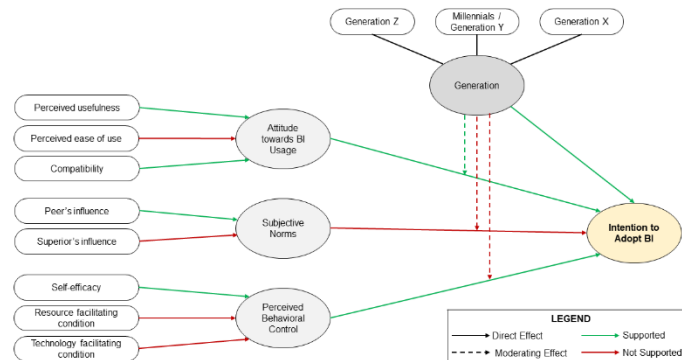 Generation Z
Millennials /
Generation Y
Generation X
Generation
Perceived usefulness
Perceived ease of use
Compatibility
Attitude
towards BI
Usage
Peer's influence
Superior's influence
Subjective
Norms
Intention to
Adopt BI
Self-efficacy
Resource facilitating
condition
Technology facilitating
condition
Perceived
Behavioral
Control
LEGEND
Direct Effect
Supported
Moderating Effect
Not Supported